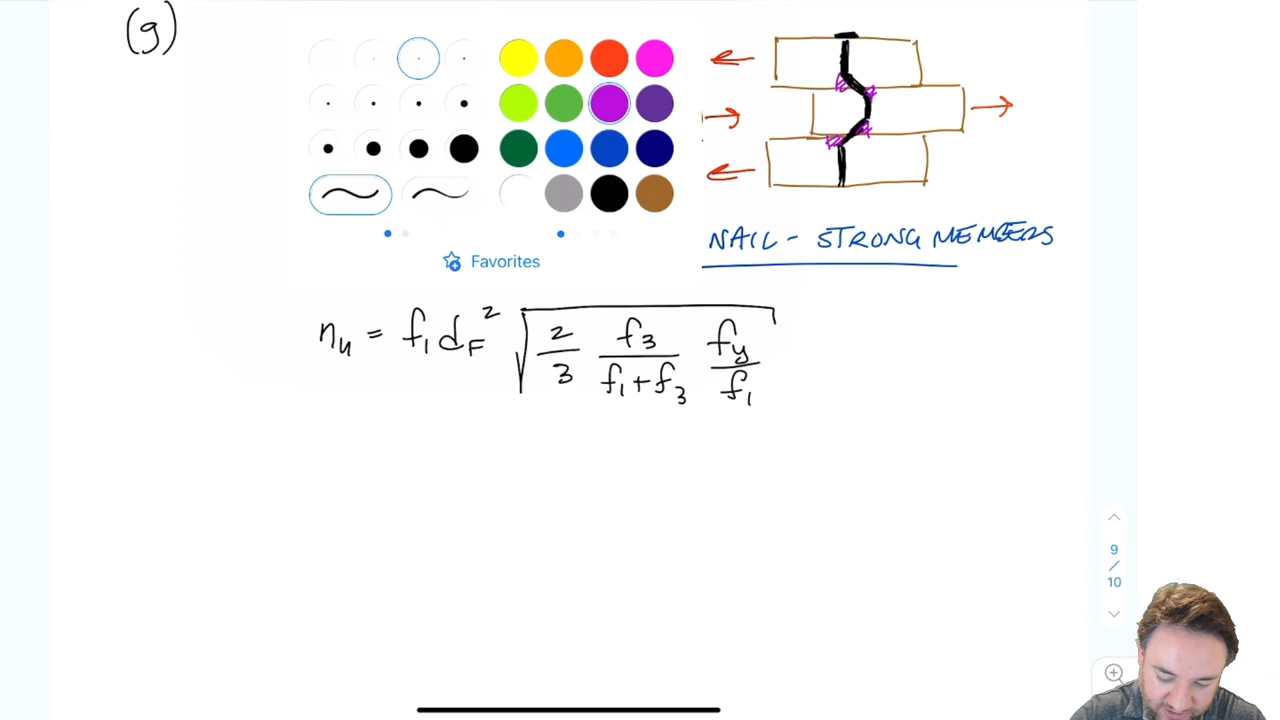 (g)
NAIL - STRONG MEMBERS
Favorites
n_u = f_1 d_F^2 √(2/3 f_3/(f_1+f_3) f_y/f_1)
9
/
10